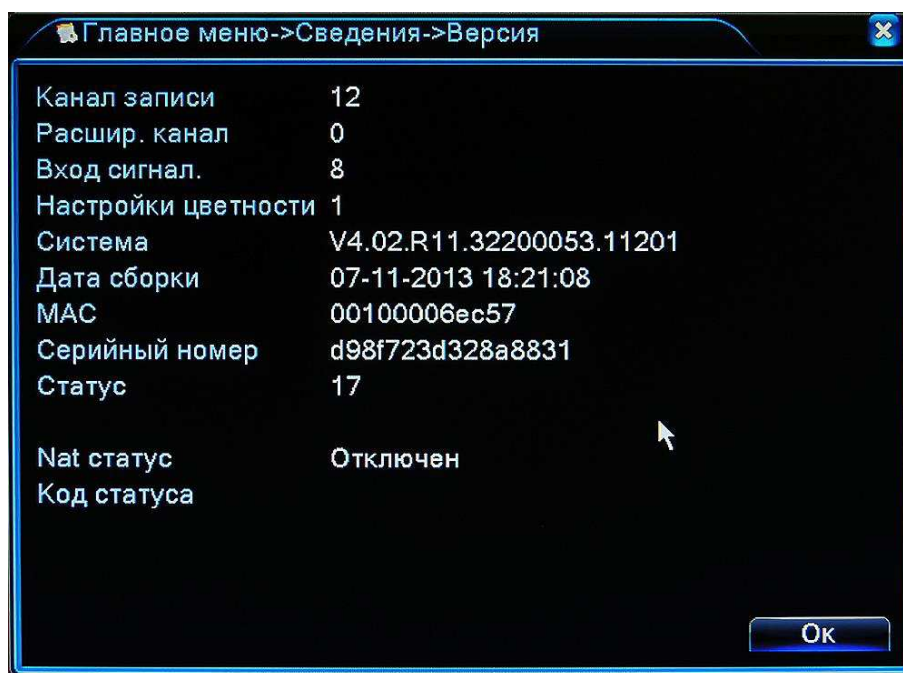 Главное меню->Сведения->Версия
Канал записи 12
Расшир. канал 0
Вход сигнал. 8
Настройки цветности 1
Система V4.02.R11.32200053.11201
Дата сборки 07-11-2013 18:21:08
MAC 00100006ec57
Серийный номер d98f723d328a8831
Статус 17
Nat статус Отключен
Код статуса
Ок